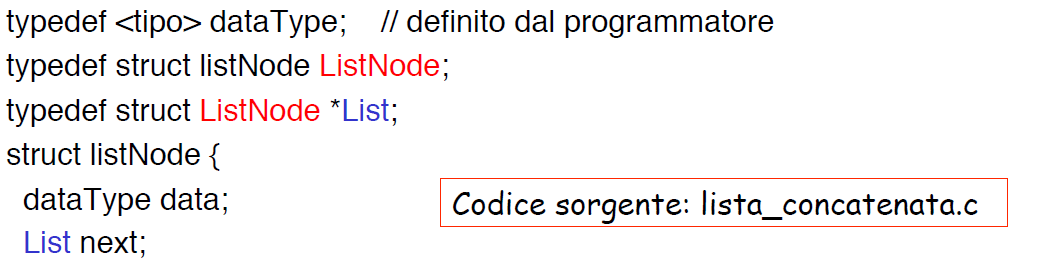 typedef <tipo> dataType; // definito dal programmatore
typedef struct listNode ListNode;
typedef struct ListNode *List;
struct listNode {
dataType data;
Codice sorgente: lista_concatenata.c
List next;